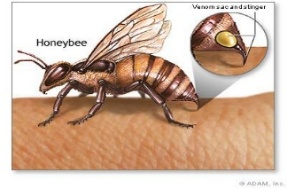 Venom sac and stinger
Honeybee
© ADAM, Inc.